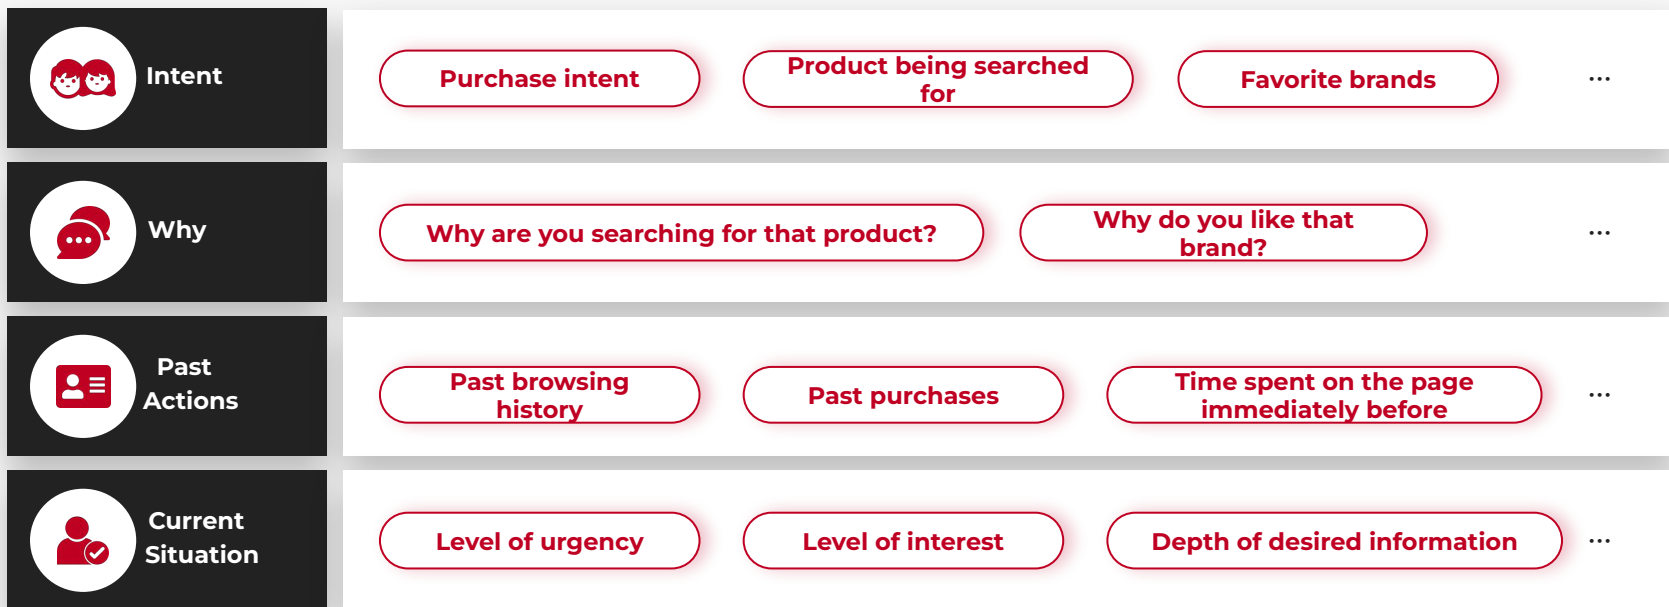 Intent
Purchase intent
Product being searched
for
Favorite brands
...
Why
Why are you searching for that product?
Why do you like that
brand?
...
Past
Actions
Past browsing
history
Past purchases
Time spent on the page
immediately before
...
Current
Situation
Level of urgency
Level of interest
Depth of desired information
...